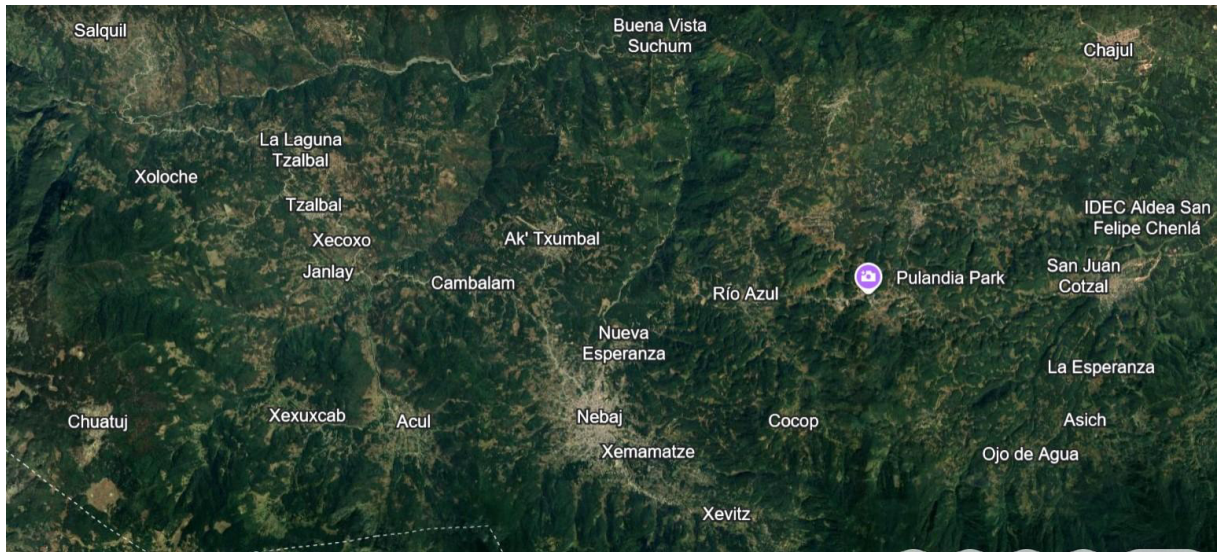 Salquil
Buena Vista
Suchum
Chajul
La Laguna
Tzalbal
Xoloche
Tzalbal
IDEC Aldea San
Felipe Chenlá
Xecoxo
Ak' Txumbal
Janlay
Cambalam
San Juan
Cotzal
Pulandia Park
Río Azul
Nueva
Esperanza
La Esperanza
Chuatuj
Xexuxcab
Acul
Nebaj
Cocop
Asich
Xemamatze
Ojo de Agua
Xevitz